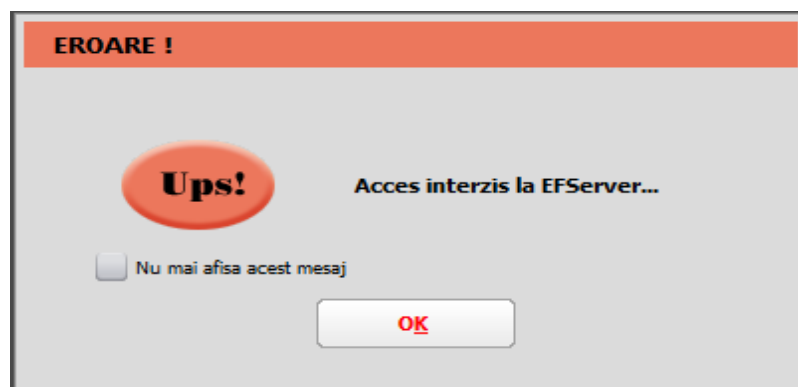 EROARE !
Ups!
Acces interzis la EFServer...
Nu mai afisa acest mesaj
OK